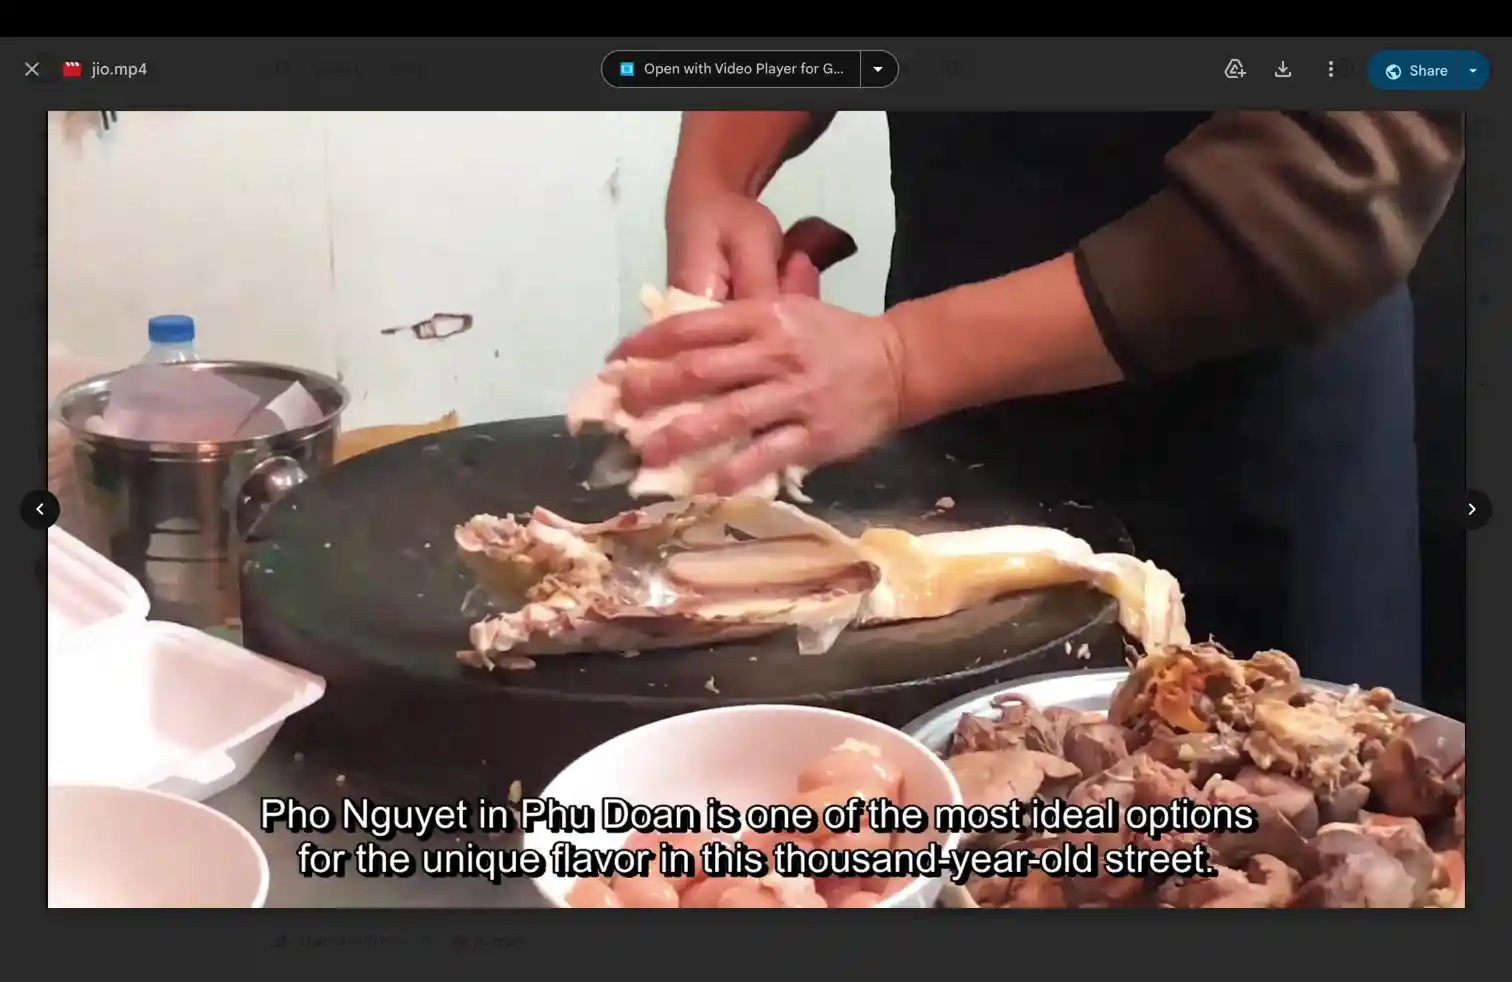 jio.mp4
Open with Video Player for G...
Share
Pho Nguyet in Phu Doan is one of the most ideal options
for the unique flavor in this thousand-year-old street.